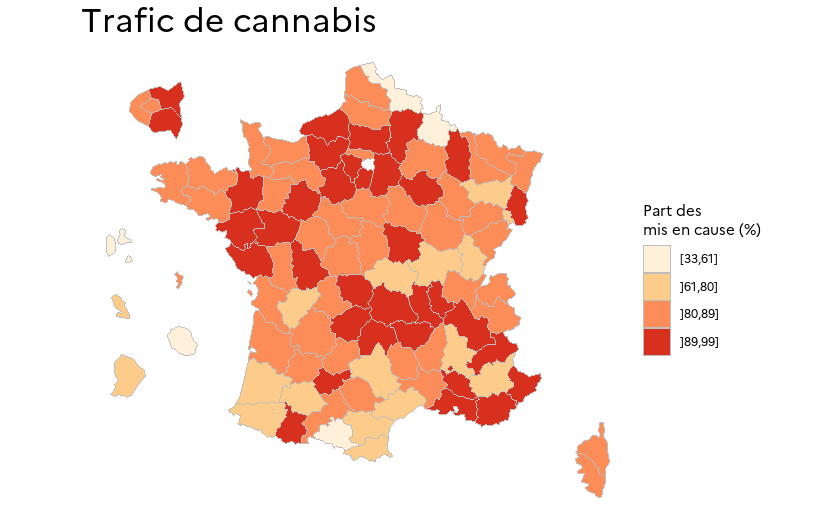 Trafic de cannabis
Part des
mis en cause (%)
[33,61]
]61,80]
]80,89]
]89,99]